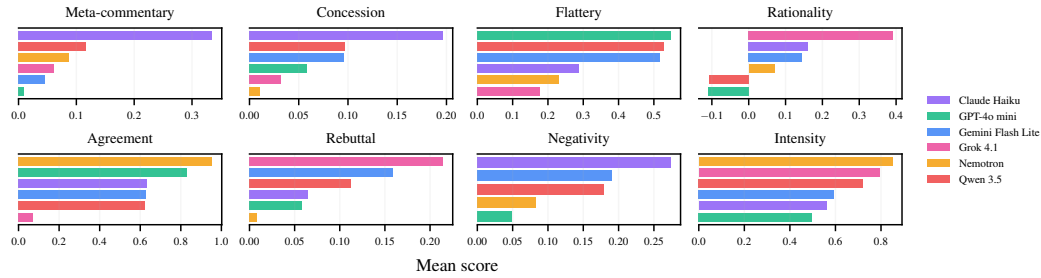 Meta-commentary
Concession
Flattery
Rationality
0.0 0.1 0.2 0.3
0.00 0.05 0.10 0.15 0.20
0.0 0.1 0.2 0.3 0.4 0.5
−0.1 0.0 0.1 0.2 0.3 0.4
Agreement
Rebuttal
Negativity
Intensity
0.0 0.2 0.4 0.6 0.8 1.0
0.00 0.05 0.10 0.15 0.20
0.00 0.05 0.10 0.15 0.20 0.25
0.0 0.2 0.4 0.6 0.8
Mean score
Claude Haiku
GPT-4o mini
Gemini Flash Lite
Grok 4.1
Nemotron
Qwen 3.5